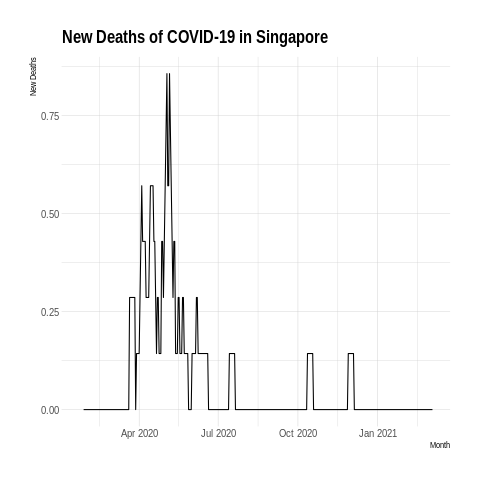 New Deaths of COVID-19 in Singapore
New Deaths
0.75
0.50
0.25
0.00
Apr 2020 Jul 2020 Oct 2020 Jan 2021
Month